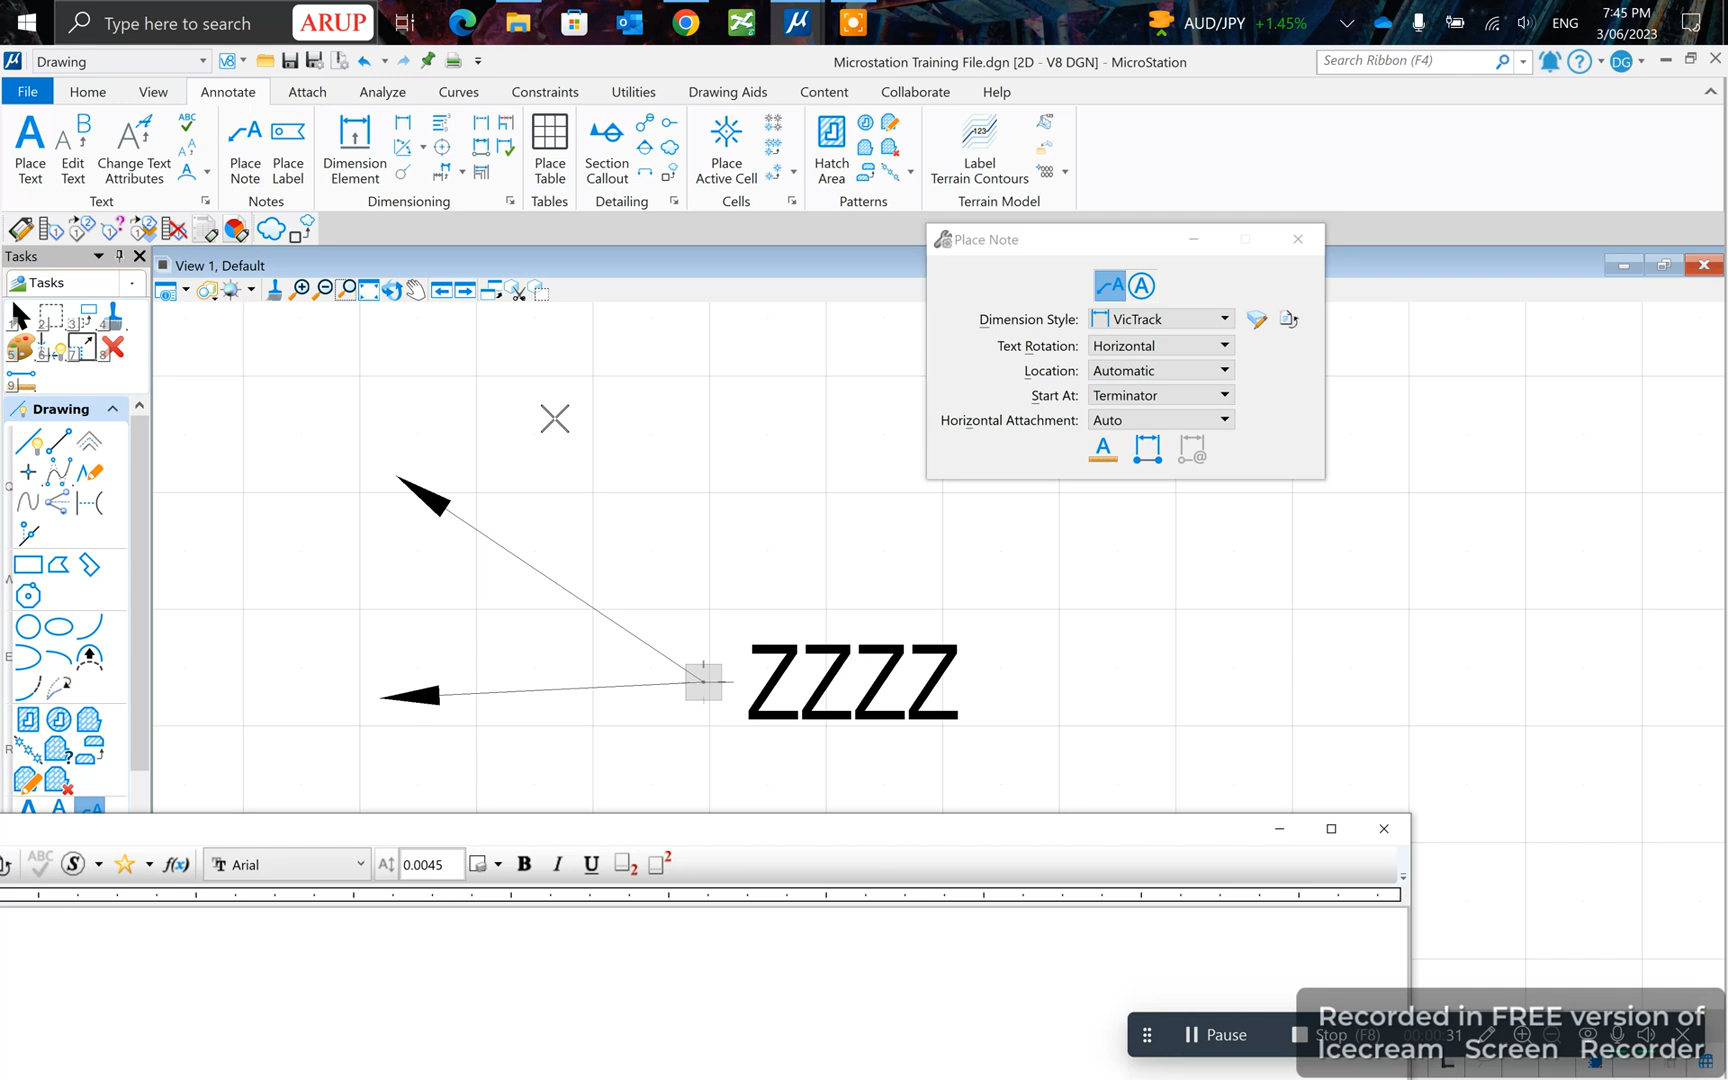 Type here to search
ARUP
AUD/JPY +1.45%
ENG
7:45 PM
3/06/2023
Drawing
V8
Microstation Training File.dgn [2D - V8 DGN] - MicroStation
Search Ribbon (F4)
DG
File Home View Annotate Attach Analyze Curves Constraints Utilities Drawing Aids Content Collaborate Help
Place Text
Edit Text
Change Text Attributes
Place Note
Place Label
Dimension Element
Place Table
Section Callout
Place Active Cell
Hatch Area
Label Terrain Contours
Text Notes Dimensioning Tables Detailing Cells Patterns Terrain Model
Place Note
Tasks
View 1, Default
Tasks
Dimension Style: VicTrack
Text Rotation: Horizontal
Location: Automatic
Start At: Terminator
Horizontal Attachment: Auto
Drawing
ZZZZ
Arial
0.0045
B I U
Pause
Stop (F8)
00:00:31
Recorded in FREE version of
Icecream Screen Recorder